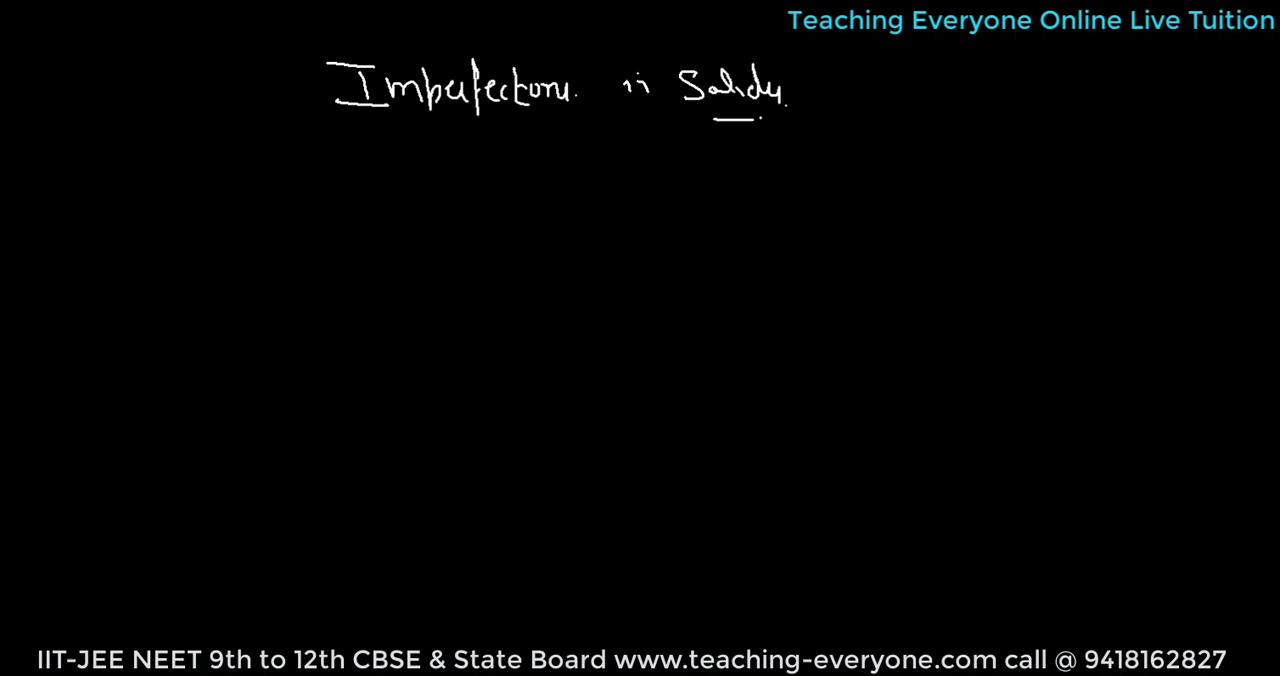 Teaching Everyone Online Live Tuition
Imperfections in Solids.
IIT-JEE NEET 9th to 12th CBSE & State Board www.teaching-everyone.com call @ 9418162827